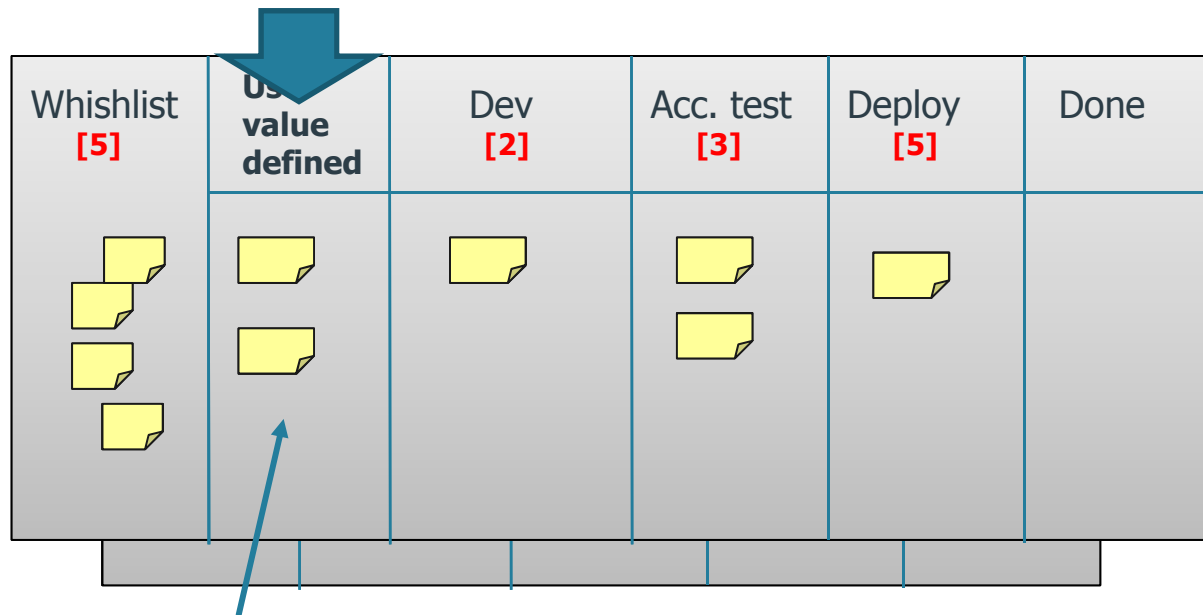 Whishlist
[5]
value
defined
Dev
[2]
Acc. test
[3]
Deploy
[5]
Done